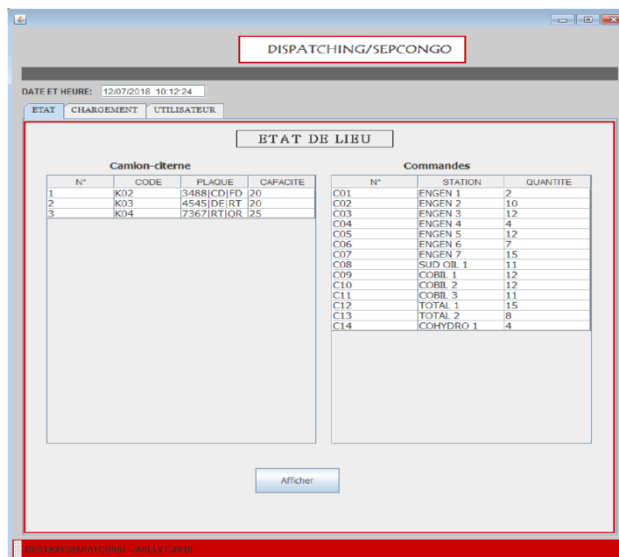 DISPATCHING/SEPCONGO
DATE ET HEURE: 12/07/2018 10:12:24
ETAT CHARGEMENT UTILISATEUR
ETAT DE LIEU
Camion-citerne
N° CODE PLAQUE CAPACITE
1 K02 3488|CD|FD 20
2 K03 4545|DE|RT 20
3 K04 7367|RT|OR 25
Commandes
N° STATION QUANTITE
C01 ENGEN 1 2
C02 ENGEN 2 10
C03 ENGEN 3 12
C04 ENGEN 4 4
C05 ENGEN 5 12
C06 ENGEN 6 7
C07 ENGEN 7 15
C08 SUD OIL 1 11
C09 COBIL 1 12
C10 COBIL 2 12
C11 COBIL 3 11
C12 TOTAL 1 15
C13 TOTAL 2 8
C14 COHYDRO 1 4
Afficher
DISPATCHING - JUILLET 2018